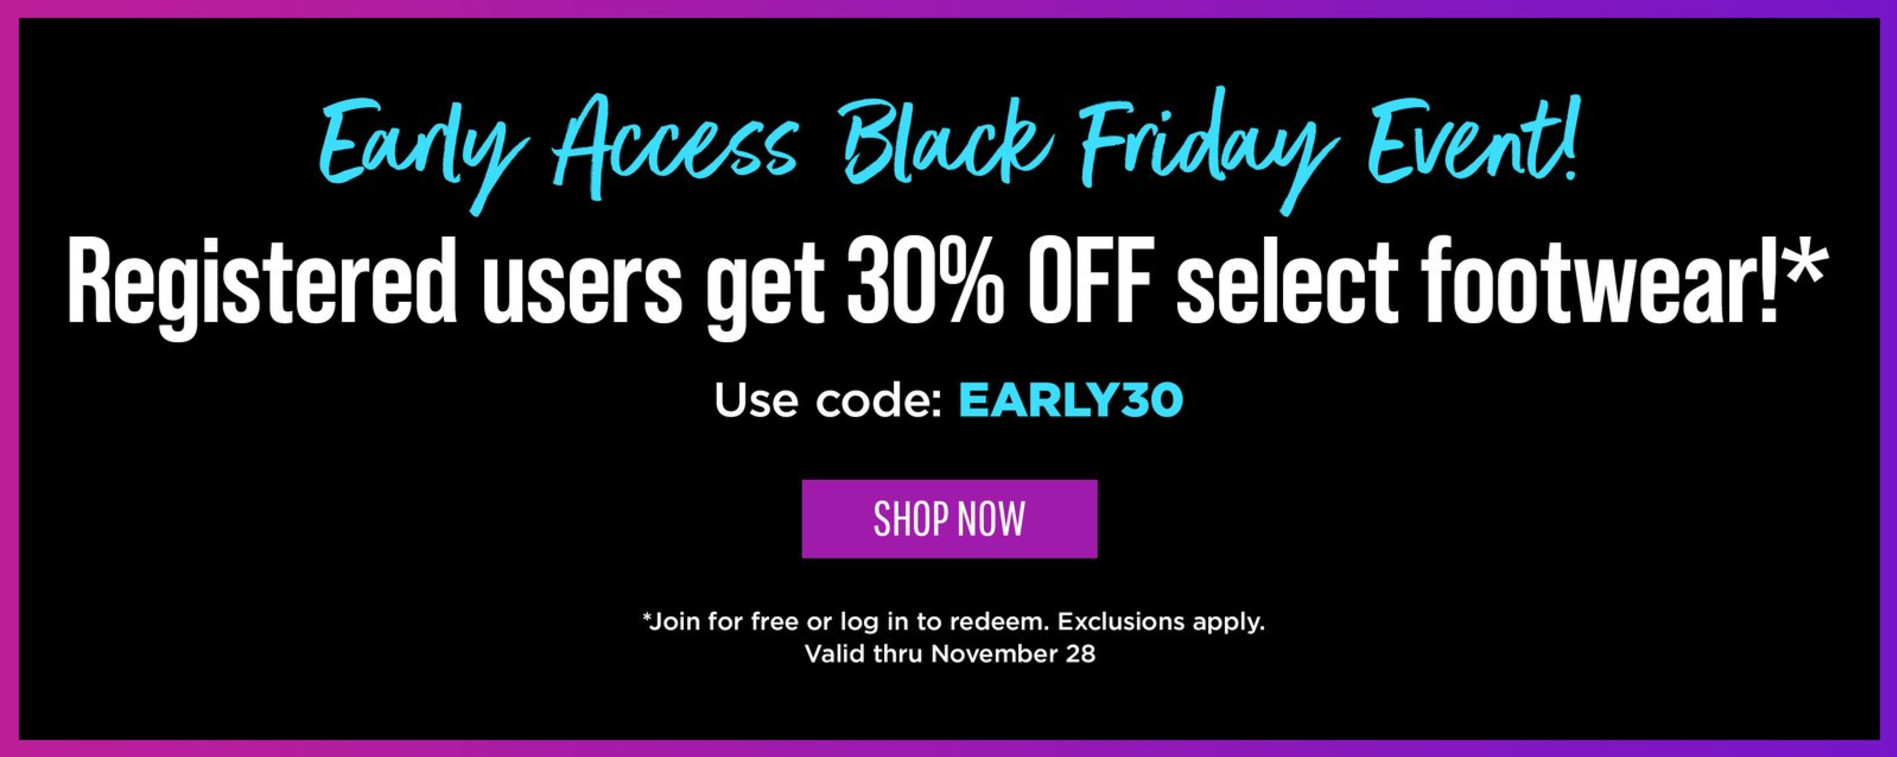 Early Access Black Friday Event!
Registered users get 30% OFF select footwear!*
Use code: EARLY30
SHOP NOW
*Join for free or log in to redeem. Exclusions apply.
Valid thru November 28